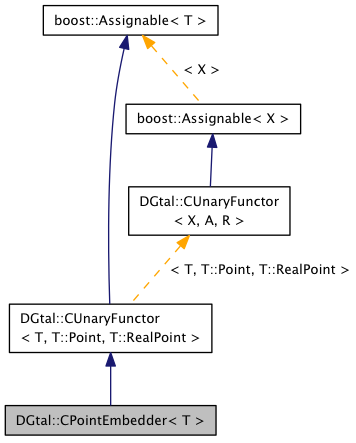 boost::Assignable< T >
< X >
boost::Assignable< X >
DGtal::CUnaryFunctor
< X, A, R >
< T, T::Point, T::RealPoint >
DGtal::CUnaryFunctor
< T, T::Point, T::RealPoint >
DGtal::CPointEmbedder< T >